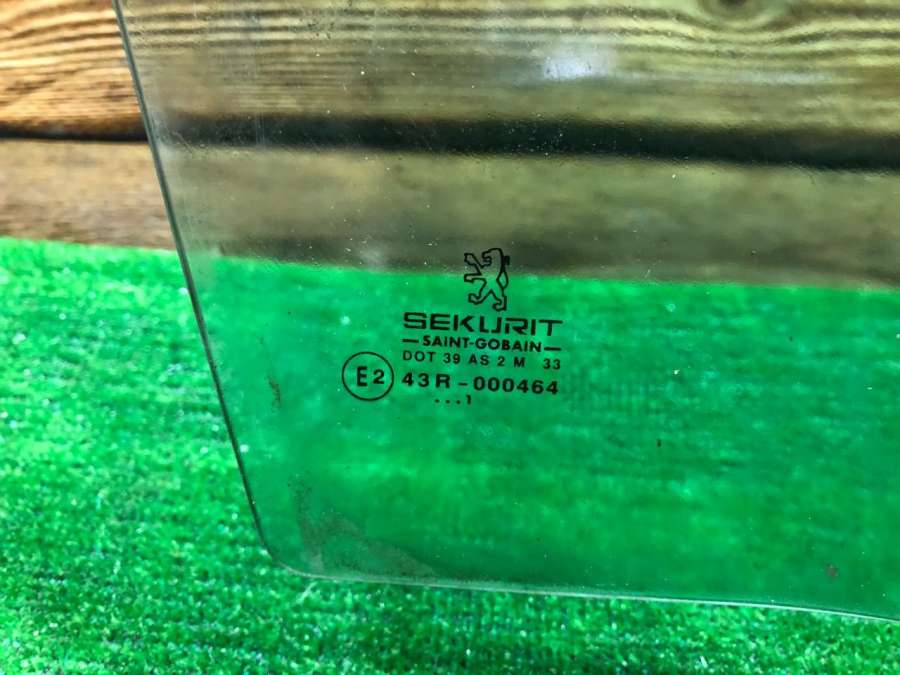 SEKURIT
SAINT-GOBAIN
DOT 39 AS 2 M 33
E2 43R-000464
...1